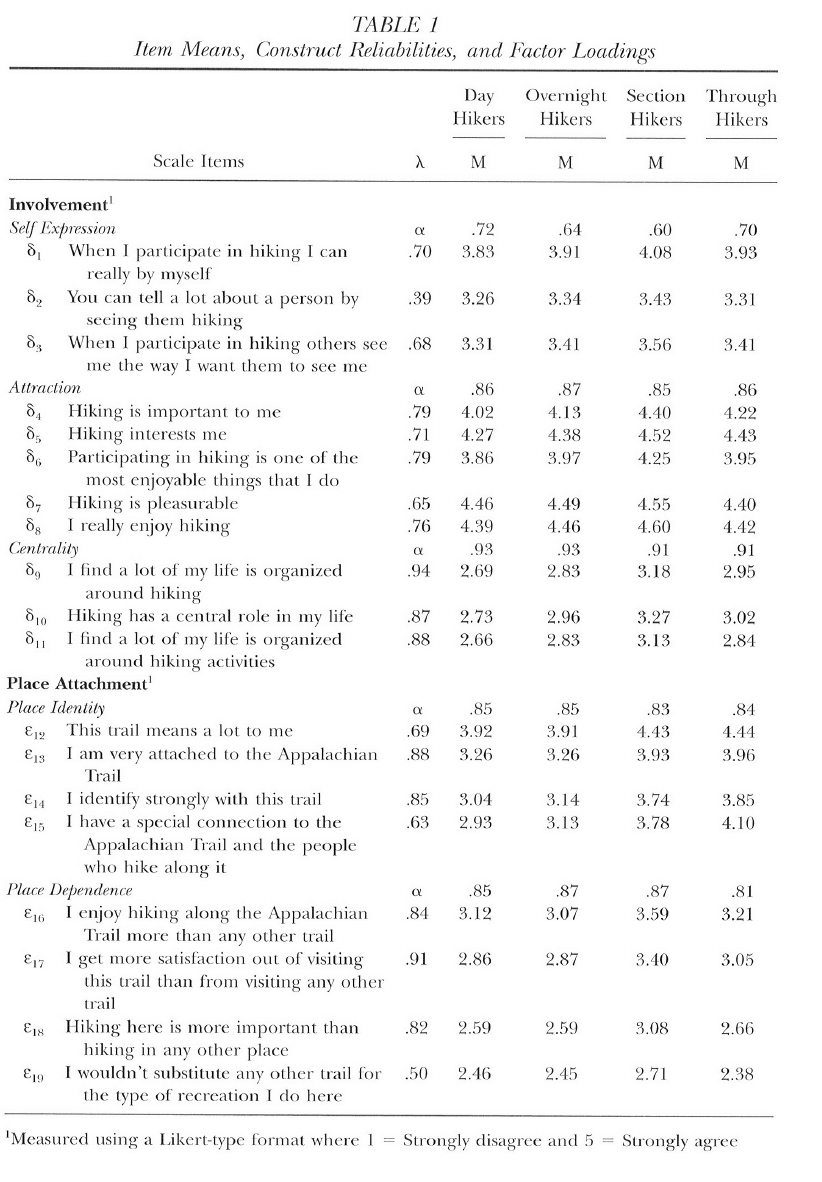 TABLE 1
Item Means, Construct Reliabilities, and Factor Loadings
Day Overnight Section Through
Hikers Hikers Hikers Hikers
Scale Items λ M M M M
Involvement¹
Self Expression α .72 .64 .60 .70
δ₁ When I participate in hiking I can .70 3.83 3.91 4.08 3.93
really by myself
δ₂ You can tell a lot about a person by .39 3.26 3.34 3.43 3.31
seeing them hiking
δ₃ When I participate in hiking others see .68 3.31 3.41 3.56 3.41
me the way I want them to see me
Attraction α .86 .87 .85 .86
δ₄ Hiking is important to me .79 4.02 4.13 4.40 4.22
δ₅ Hiking interests me .71 4.27 4.38 4.52 4.43
δ₆ Participating in hiking is one of the .79 3.86 3.97 4.25 3.95
most enjoyable things that I do
δ₇ Hiking is pleasurable .65 4.46 4.49 4.55 4.40
δ₈ I really enjoy hiking .76 4.39 4.46 4.60 4.42
Centrality α .93 .93 .91 .91
δ₉ I find a lot of my life is organized .94 2.69 2.83 3.18 2.95
around hiking
δ₁₀ Hiking has a central role in my life .87 2.73 2.96 3.27 3.02
δ₁₁ I find a lot of my life is organized .88 2.66 2.83 3.13 2.84
around hiking activities
Place Attachment¹
Place Identity α .85 .85 .83 .84
ε₁₂ This trail means a lot to me .69 3.92 3.91 4.43 4.44
ε₁₃ I am very attached to the Appalachian .88 3.26 3.26 3.93 3.96
Trail
ε₁₄ I identify strongly with this trail .85 3.04 3.14 3.74 3.85
ε₁₅ I have a special connection to the .63 2.93 3.13 3.78 4.10
Appalachian Trail and the people
who hike along it
Place Dependence α .85 .87 .87 .81
ε₁₆ I enjoy hiking along the Appalachian .84 3.12 3.07 3.59 3.21
Trail more than any other trail
ε₁₇ I get more satisfaction out of visiting .91 2.86 2.87 3.40 3.05
this trail than from visiting any other
trail
ε₁₈ Hiking here is more important than .82 2.59 2.59 3.08 2.66
hiking in any other place
ε₁₉ I wouldn't substitute any other trail for .50 2.46 2.45 2.71 2.38
the type of recreation I do here
¹Measured using a Likert-type format where 1 = Strongly disagree and 5 = Strongly agree